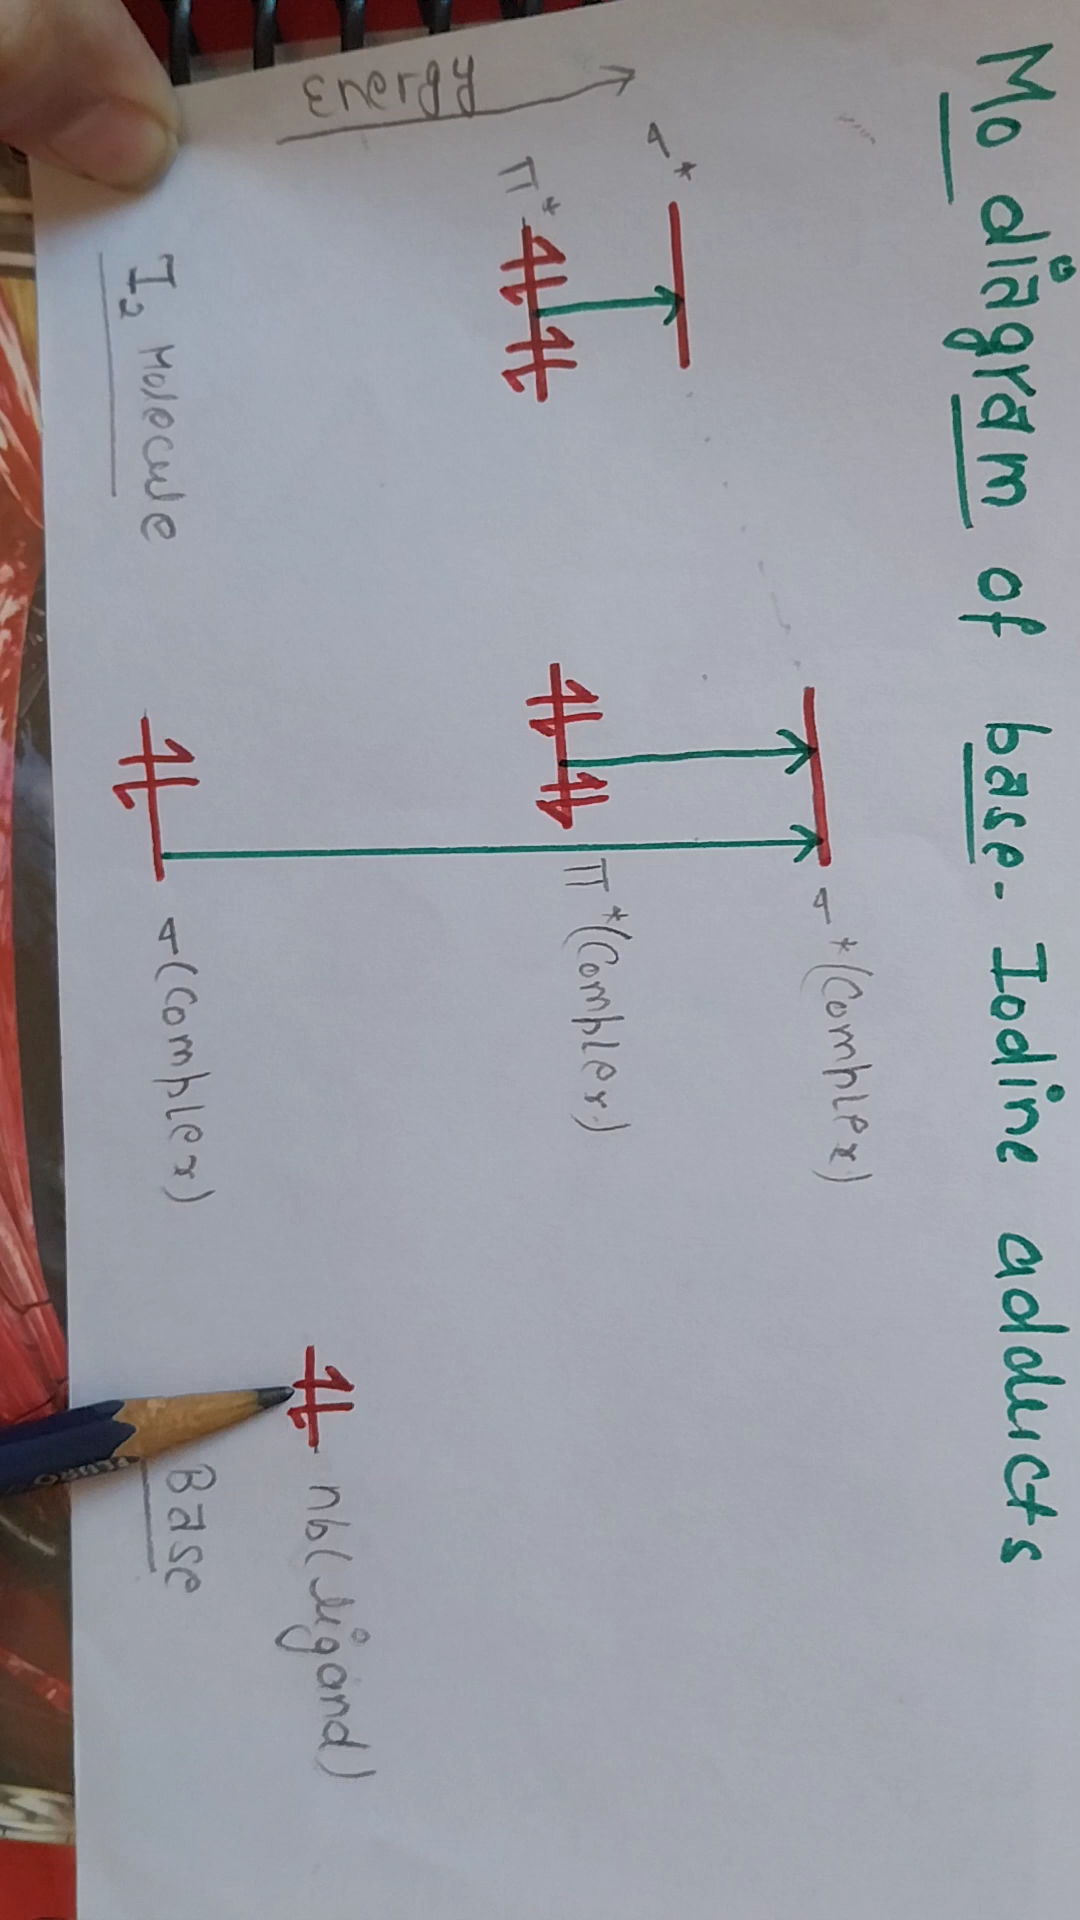 Mo diagram of base-Iodine adducts
σ*
σ*(Complex)
Energy
π*
π*(Complex)
nb(ligand)
I₂ Molecule
σ(Complex)
Base